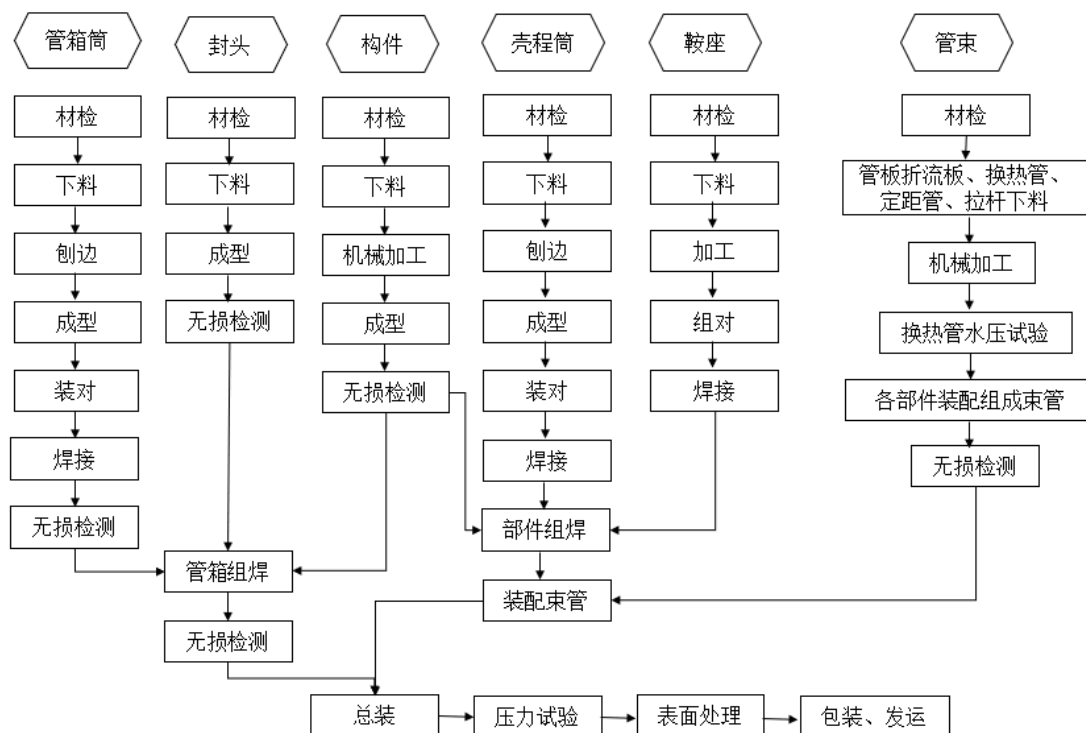 管箱筒
封头
构件
壳程筒
鞍座
管束
材检
材检
材检
材检
材检
材检
下料
下料
下料
下料
下料
管板折流板、换热管、
定距管、拉杆下料
刨边
成型
机械加工
刨边
加工
机械加工
成型
无损检测
成型
成型
组对
换热管水压试验
装对
无损检测
装对
焊接
各部件装配组成束管
焊接
焊接
无损检测
无损检测
部件组焊
管箱组焊
装配束管
无损检测
总装
压力试验
表面处理
包装、发运